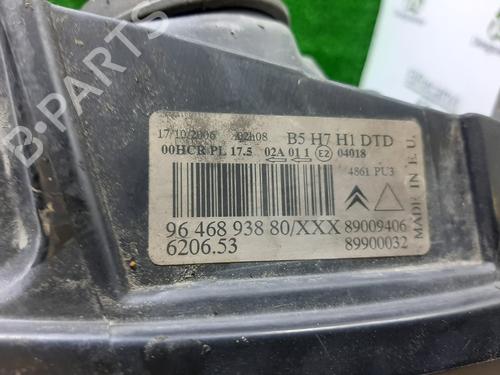 B-PARTS
17/10/2006 02h08 B5 H7 H1 DTD
00HCR PL 17.5 02A 01 1 E2 04018
4861 PU3
96 468 938 80/XXX 89009406
6206.53 89900032
MADE IN E.U.